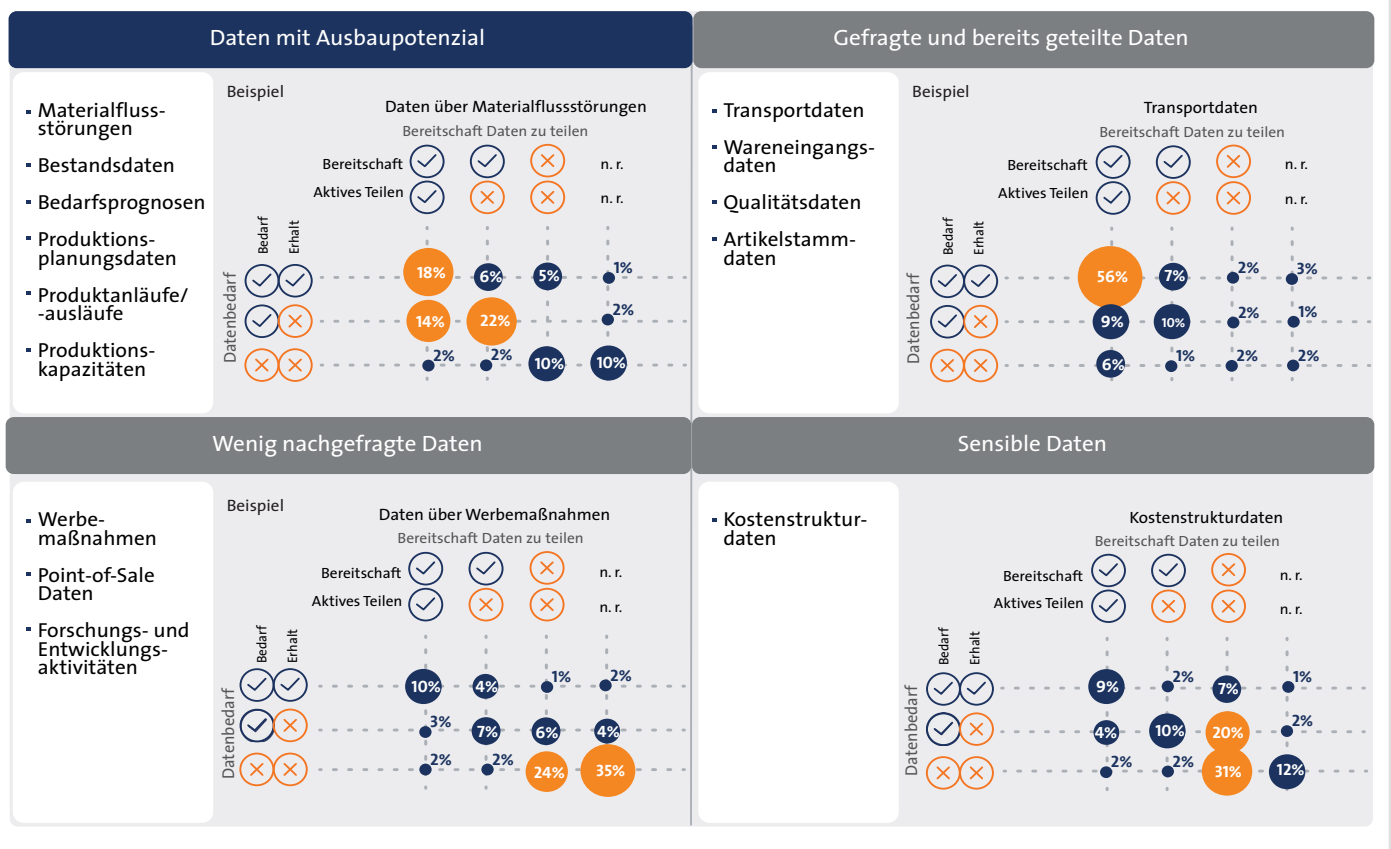 Daten mit Ausbaupotenzial
Materialfluss-
störungen
Bestandsdaten
Bedarfsprognosen
Produktions-
planungsdaten
Produktanläufe/
-ausläufe
Produktions-
kapazitäten
Beispiel
Daten über Materialflussstörungen
Bereitschaft Daten zu teilen
Bereitschaft n. r.
Aktives Teilen n. r.
Bedarf Erhalt
Datenbedarf
18% 6% 5% 1%
14% 22% 2%
2% 2% 10% 10%
Gefragte und bereits geteilte Daten
Transportdaten
Wareneingangs-
daten
Qualitätsdaten
Artikelstamm-
daten
Beispiel
Transportdaten
Bereitschaft Daten zu teilen
Bereitschaft n. r.
Aktives Teilen n. r.
Bedarf Erhalt
Datenbedarf
56% 7% 2% 3%
9% 10% 2% 1%
6% 1% 2% 2%
Wenig nachgefragte Daten
Werbe-
maßnahmen
Point-of-Sale
Daten
Forschungs- und
Entwicklungs-
aktivitäten
Beispiel
Daten über Werbemaßnahmen
Bereitschaft Daten zu teilen
Bereitschaft n. r.
Aktives Teilen n. r.
Bedarf Erhalt
Datenbedarf
10% 4% 1% 2%
3% 7% 6% 4%
2% 2% 24% 35%
Sensible Daten
Kostenstruktur-
daten
Kostenstrukturdaten
Bereitschaft Daten zu teilen
Bereitschaft n. r.
Aktives Teilen n. r.
Bedarf Erhalt
Datenbedarf
9% 2% 7% 1%
4% 10% 20% 2%
2% 2% 31% 12%